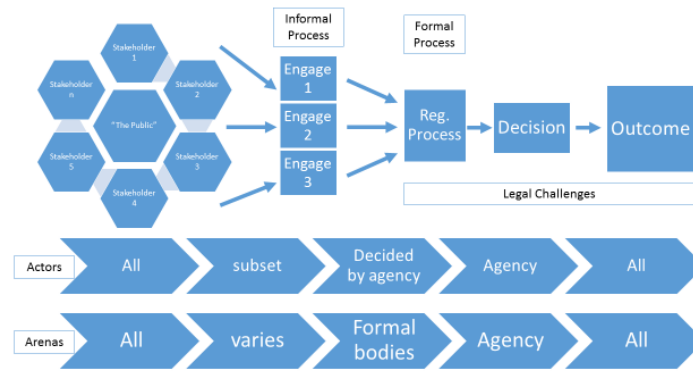 Informal
Process
Formal
Process
Stakeholder
1
Stakeholder
n
Stakeholder
2
"The Public"
Stakeholder
5
Stakeholder
3
Stakeholder
4
Engage
1
Engage
2
Engage
3
Reg.
Process
Decision
Outcome
Legal Challenges
Actors
All
subset
Decided
by agency
Agency
All
Arenas
All
varies
Formal
bodies
Agency
All